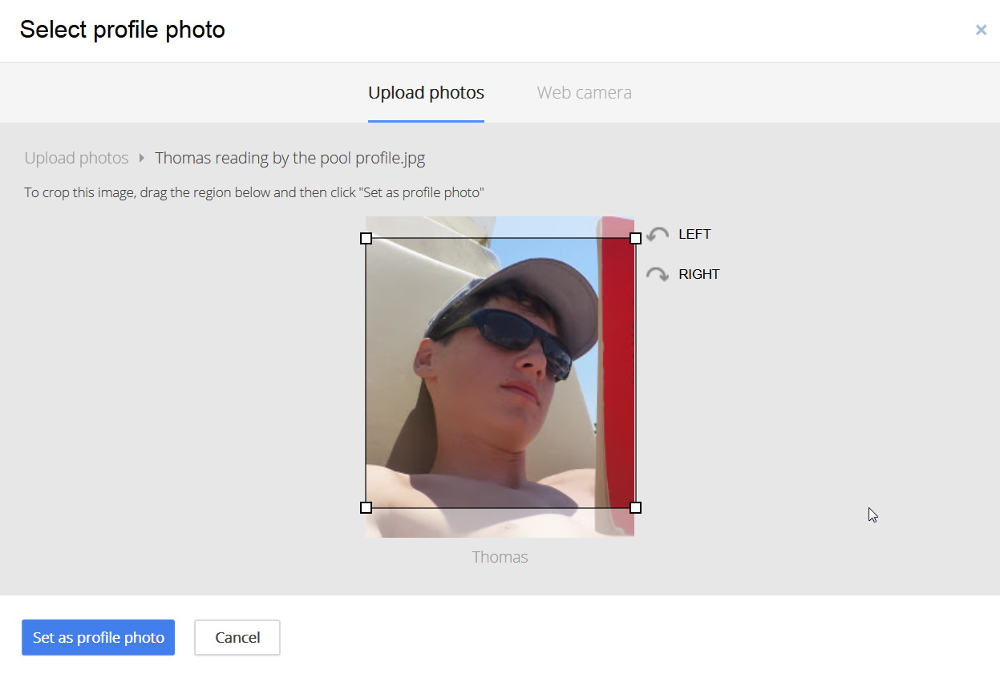 Select profile photo
×
Upload photos
Web camera
Upload photos Thomas reading by the pool profile.jpg
To crop this image, drag the region below and then click "Set as profile photo"
LEFT
RIGHT
Thomas
Set as profile photo
Cancel